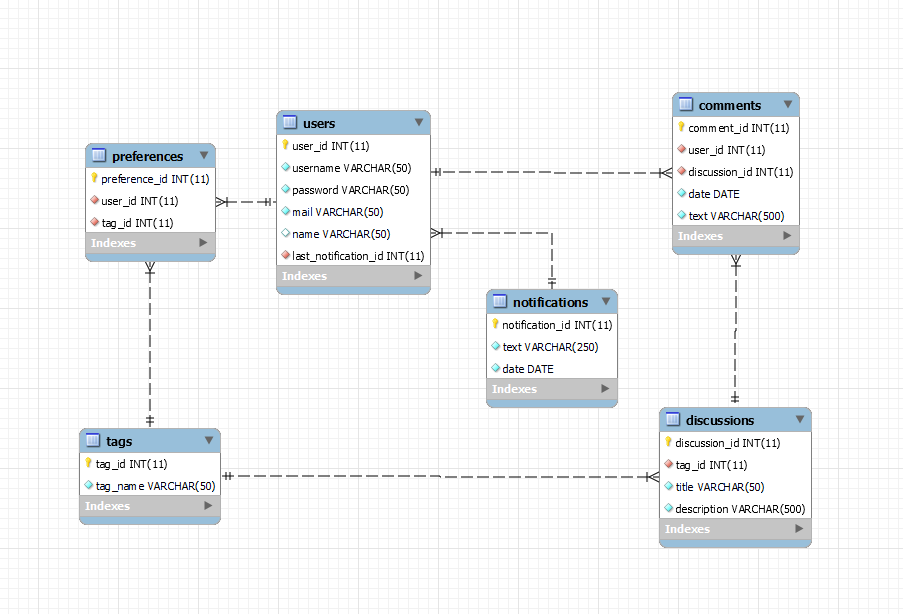 preferences
preference_id INT(11)
user_id INT(11)
tag_id INT(11)
Indexes
users
user_id INT(11)
username VARCHAR(50)
password VARCHAR(50)
mail VARCHAR(50)
name VARCHAR(50)
last_notification_id INT(11)
Indexes
comments
comment_id INT(11)
user_id INT(11)
discussion_id INT(11)
date DATE
text VARCHAR(500)
Indexes
notifications
notification_id INT(11)
text VARCHAR(250)
date DATE
Indexes
tags
tag_id INT(11)
tag_name VARCHAR(50)
Indexes
discussions
discussion_id INT(11)
tag_id INT(11)
title VARCHAR(50)
description VARCHAR(500)
Indexes